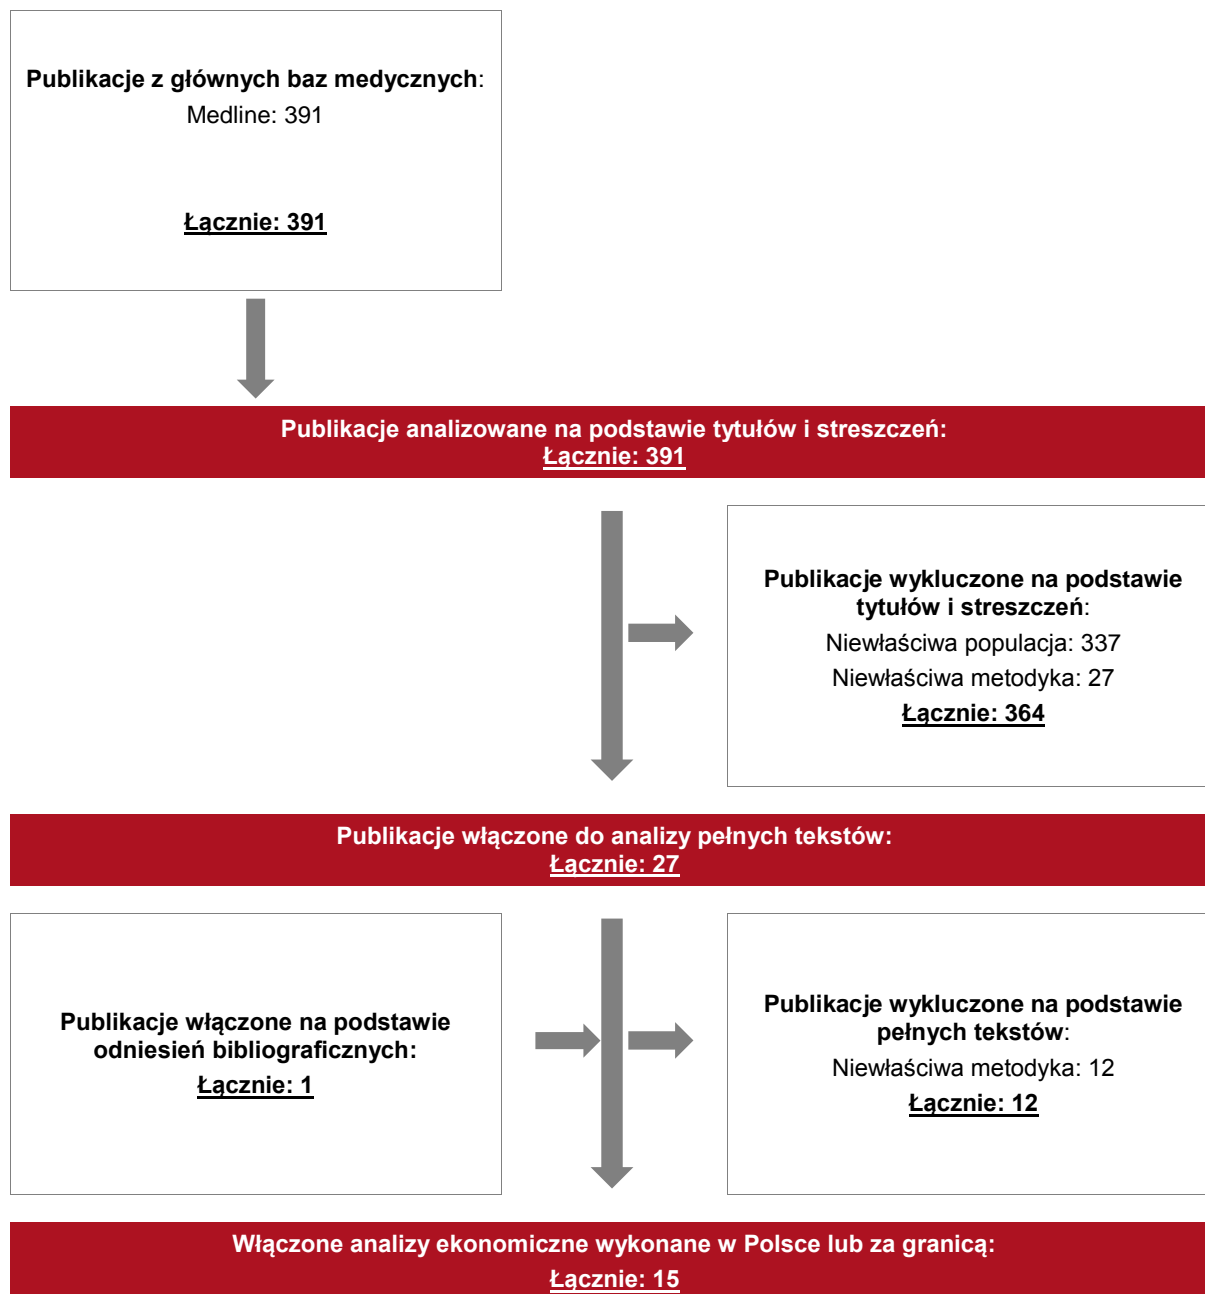 Publikacje z głównych baz medycznych:
Medline: 391
Łącznie: 391
Publikacje analizowane na podstawie tytułów i streszczeń:
Łącznie: 391
Publikacje wykluczone na podstawie
tytułów i streszczeń:
Niewłaściwa populacja: 337
Niewłaściwa metodyka: 27
Łącznie: 364
Publikacje włączone do analizy pełnych tekstów:
Łącznie: 27
Publikacje włączone na podstawie
odniesień bibliograficznych:
Łącznie: 1
Publikacje wykluczone na podstawie
pełnych tekstów:
Niewłaściwa metodyka: 12
Łącznie: 12
Włączone analizy ekonomiczne wykonane w Polsce lub za granicą:
Łącznie: 15